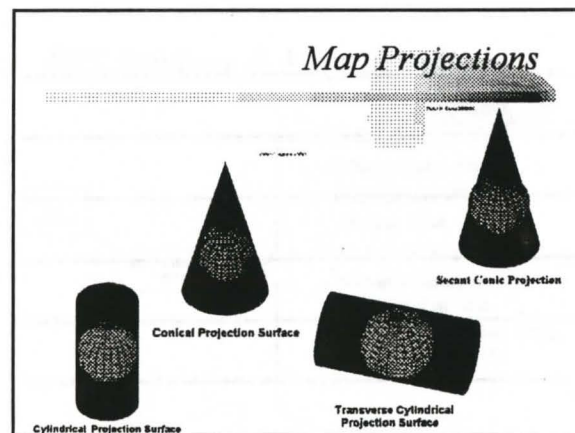 Map Projections
Secant Conic Projection
Conical Projection Surface
Transverse Cylindrical
Projection Surface
Cylindrical Projection Surface